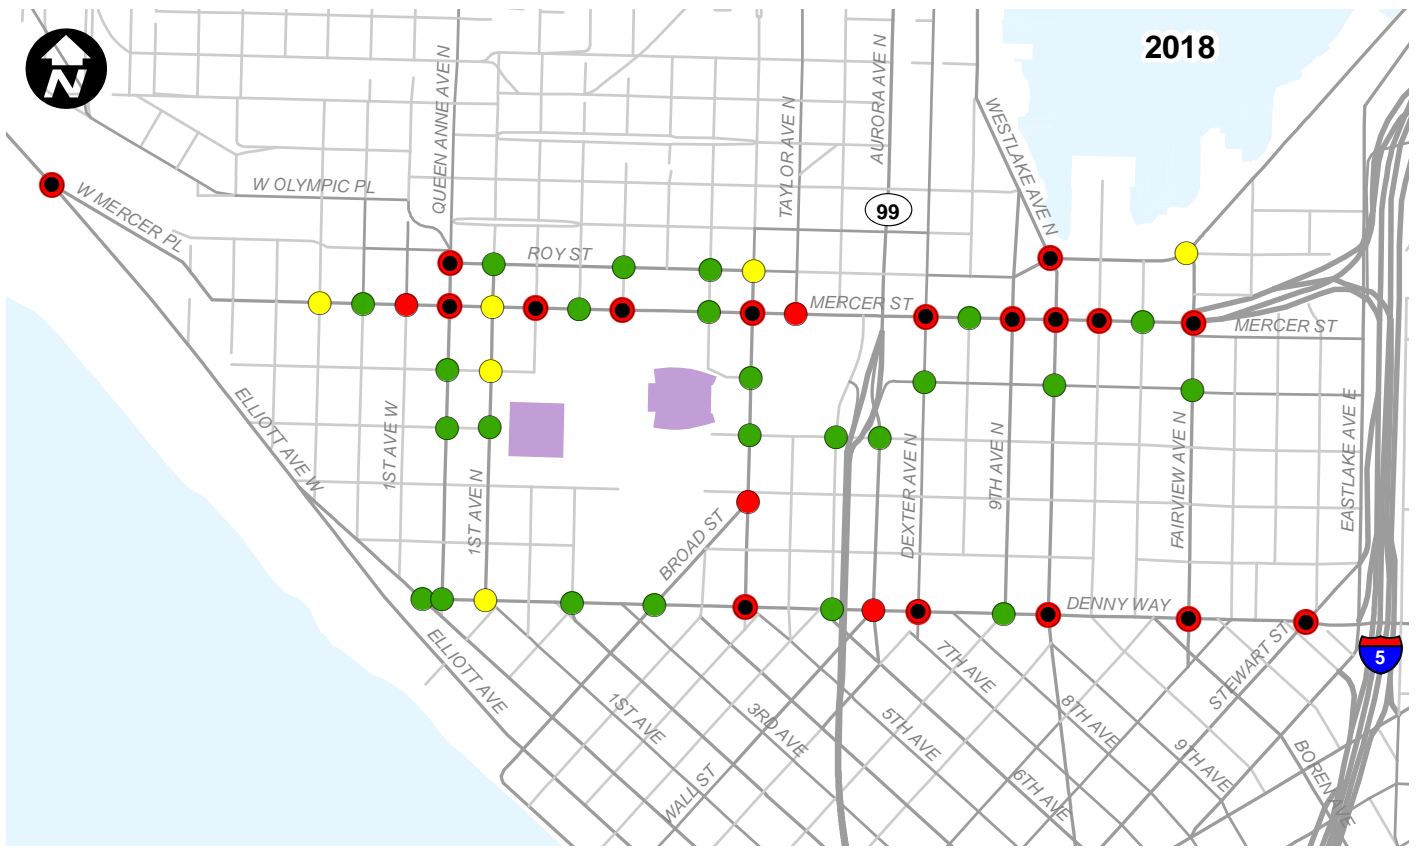 2018
N
QUEEN ANNE AVE N
TAYLOR AVE N
AURORA AVE N
WESTLAKE AVE N
W OLYMPIC PL
W MERCER PL
99
ROY ST
MERCER ST
MERCER ST
ELLIOTT AVE W
1ST AVE W
1ST AVE N
BROAD ST
DEXTER AVE N
9TH AVE N
FAIRVIEW AVE N
EASTLAKE AVE E
DENNY WAY
ELLIOTT AVE
1ST AVE
3RD AVE
5TH AVE
6TH AVE
7TH AVE
8TH AVE
9TH AVE
WALL ST
STEWART ST
BOREN AVE
5